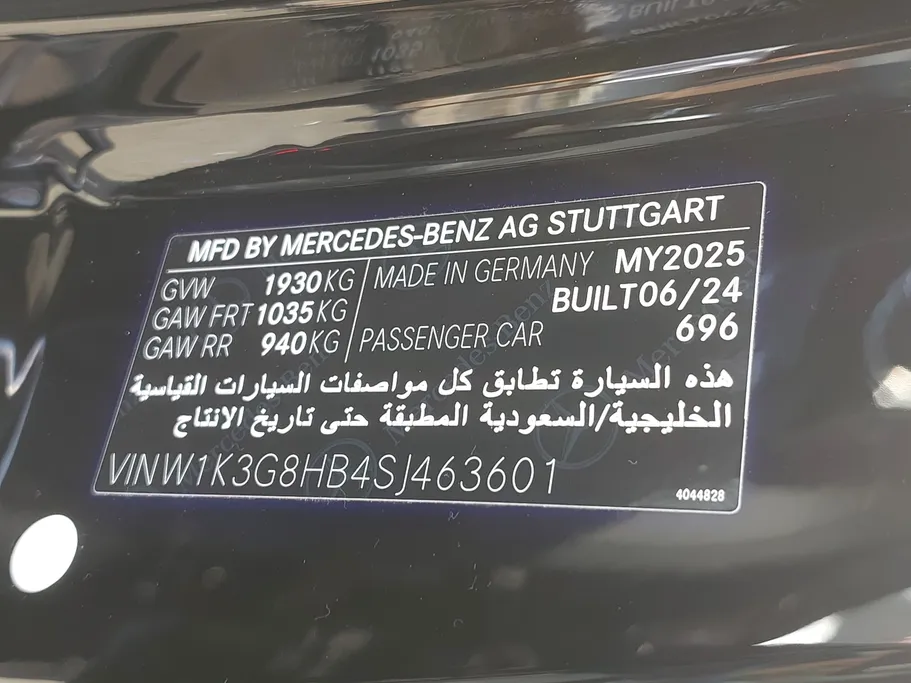 MFD BY MERCEDES-BENZ AG STUTTGART
GVW 1930 KG MADE IN GERMANY MY2025
GAW FRT 1035 KG BUILT06/24
GAW RR 940 KG PASSENGER CAR 696
هذه السيارة تطابق كل مواصفات السيارات القياسية
الخليجية/السعودية المطبقة حتى تاريخ الانتاج
VINW1K3G8HB4SJ463601
4044828